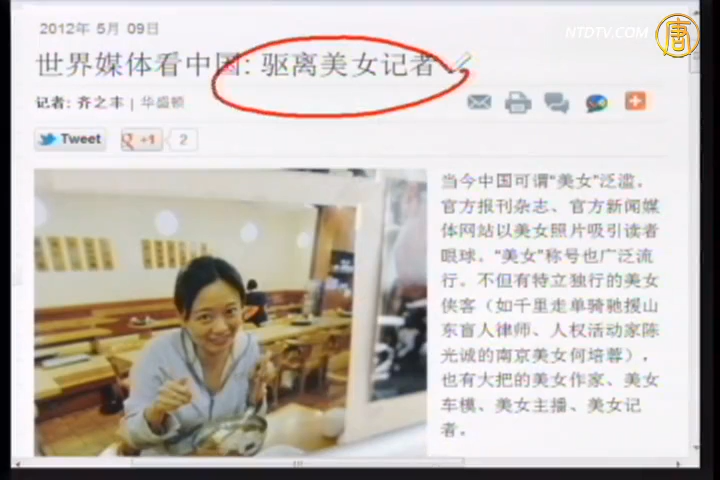 2012年 5月 09日
NTDTV.COM
唐
世界媒体看中国: 驱离美女记者
记者: 齐之丰 | 华盛顿
Tweet
+1
2
当今中国可谓“美女”泛滥。
官方报刊杂志、官方新闻媒
体网站以美女照片吸引读者
眼球。“美女”称号也广泛流
行。不但有特立独行的美女
侠客（如千里走单骑驰援山
东盲人律师、人权活动家陈
光诚的南京美女何培蓉），
也有大把的美女作家、美女
车模、美女主播、美女记
者。